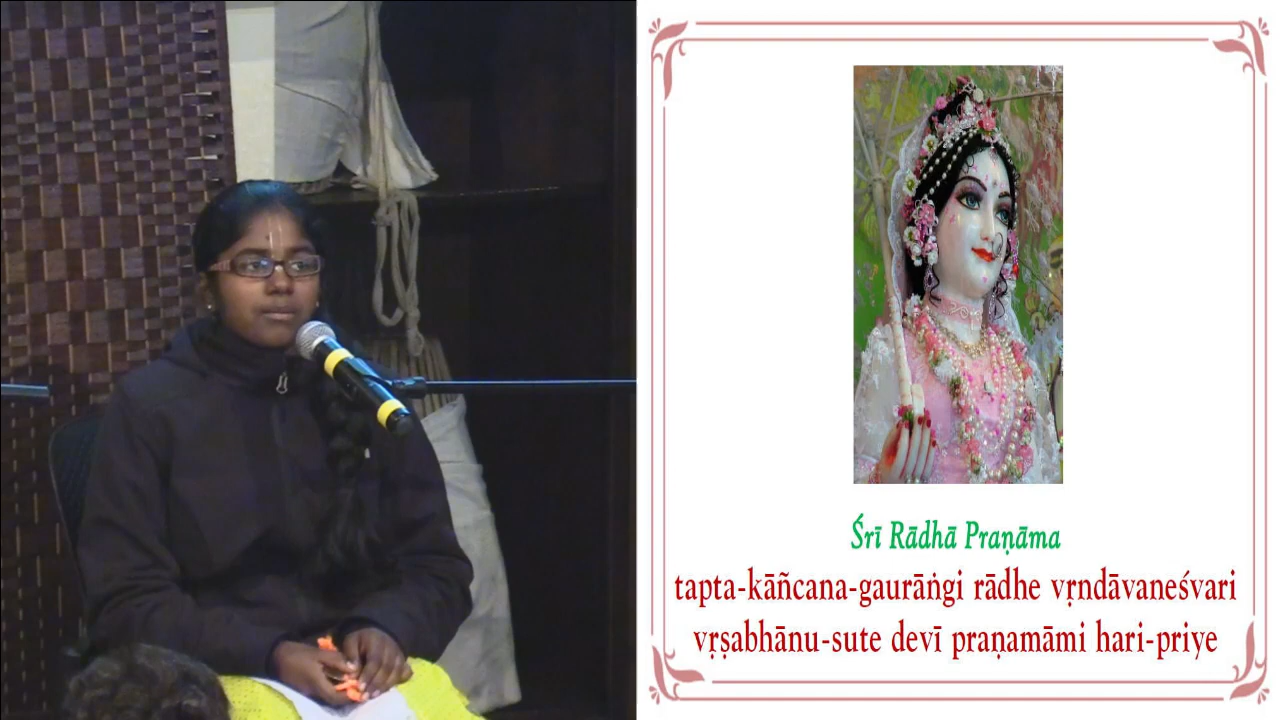 Śrī Rādhā Praṇāma
tapta-kāñcana-gaurāṅgi rādhe vṛndāvaneśvari
vṛṣabhānu-sute devī praṇamāmi hari-priye